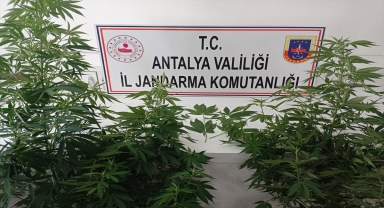 T.C.
ANTALYA VALİLİĞİ
İL JANDARMA KOMUTANLIĞI